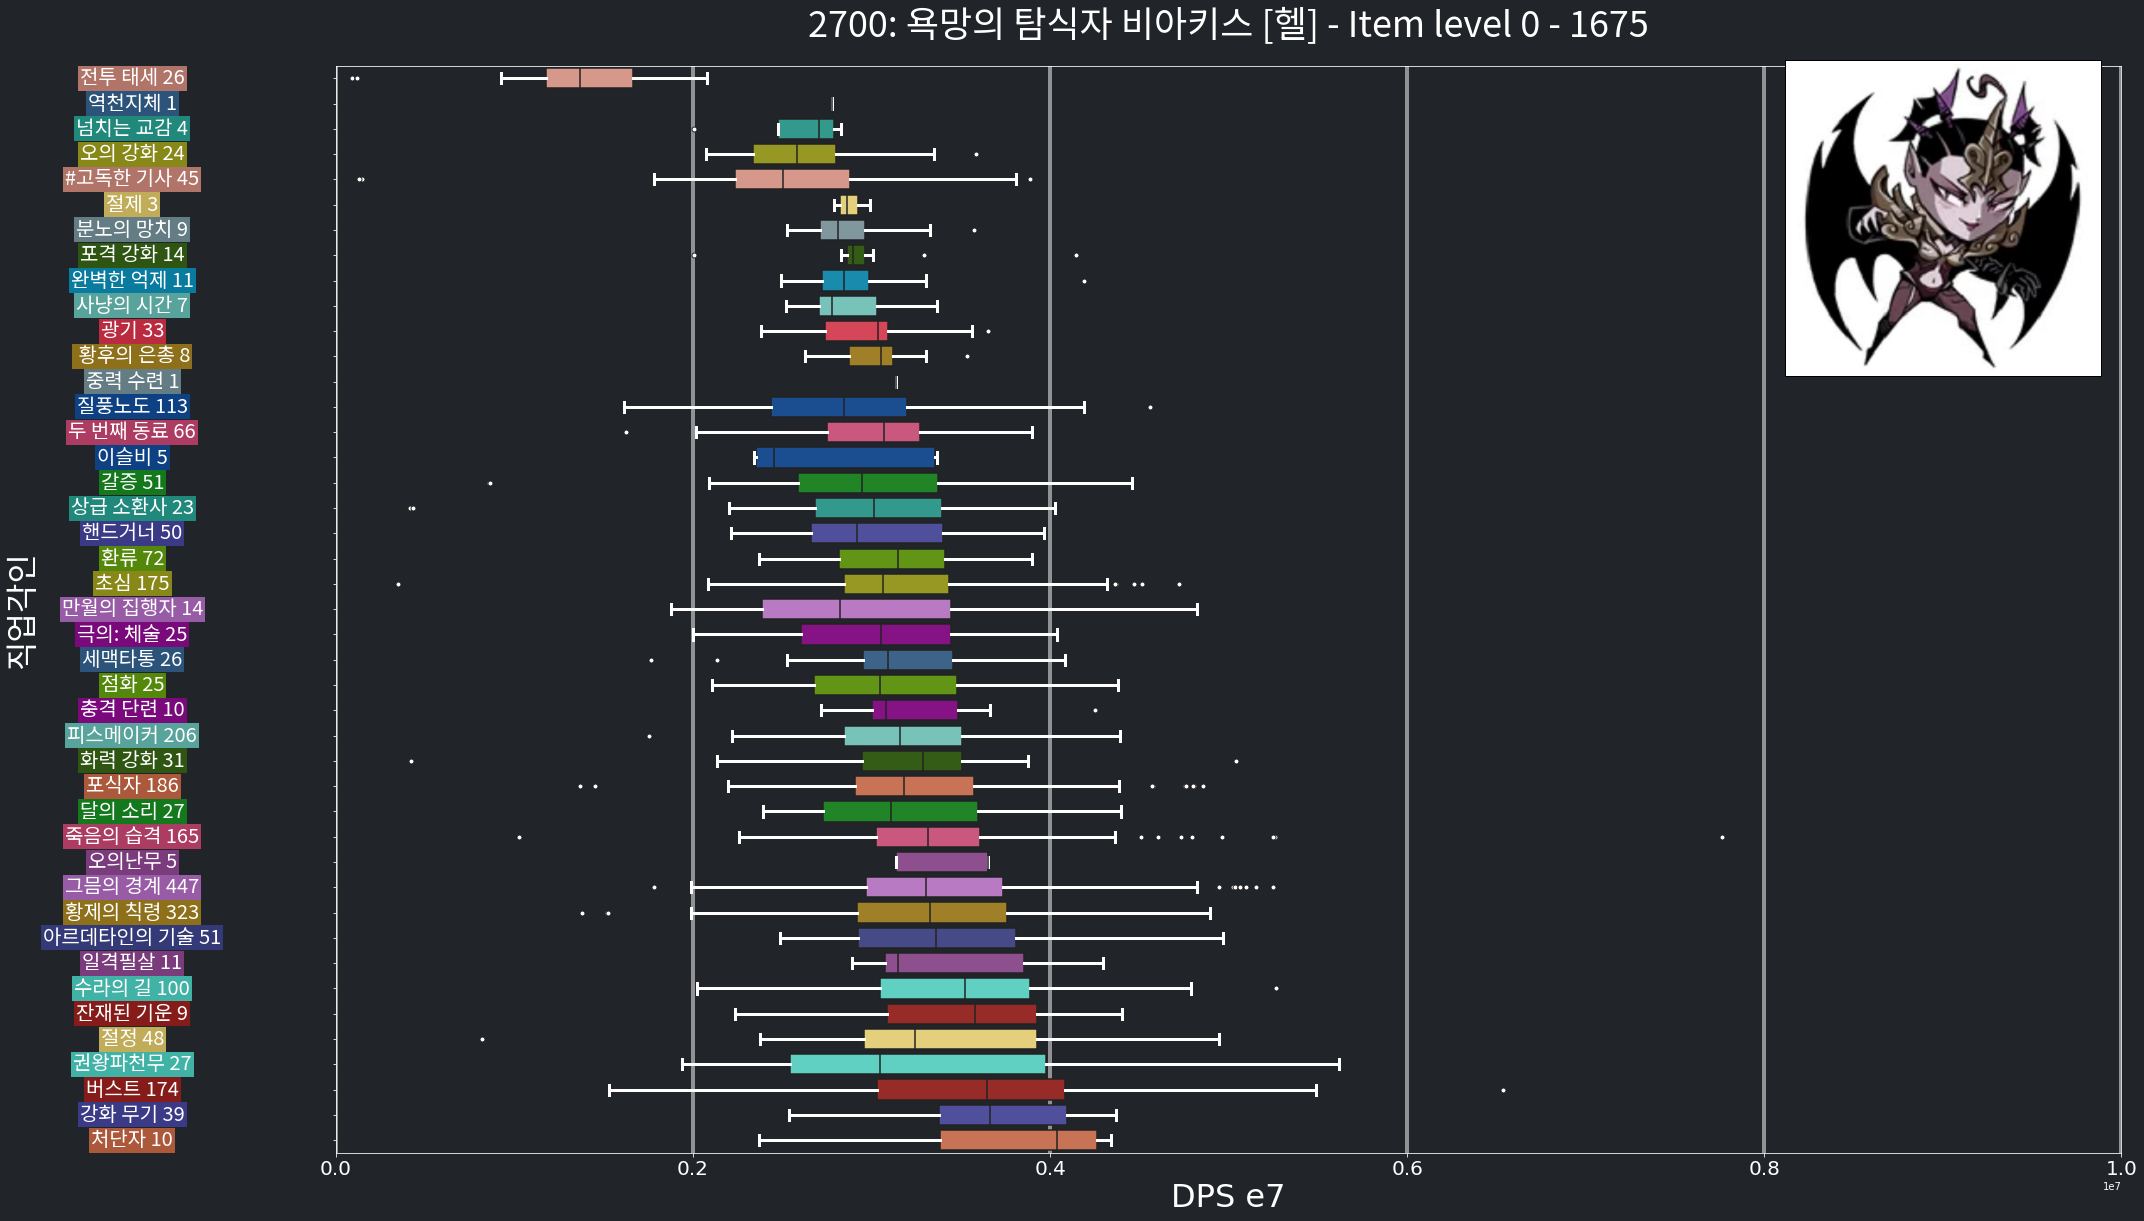 2700: 욕망의 탐식자 비아키스 [헬] - Item level 0 - 1675
전투 태세 26
역천지체 1
넘치는 교감 4
오의 강화 24
#고독한 기사 45
절제 3
분노의 망치 9
포격 강화 14
완벽한 억제 11
사냥의 시간 7
광기 33
황후의 은총 8
중력 수련 1
질풍노도 113
두 번째 동료 66
이슬비 5
갈증 51
상급 소환사 23
핸드거너 50
환류 72
초심 175
만월의 집행자 14
극의: 체술 25
세맥타통 26
점화 25
충격 단련 10
피스메이커 206
화력 강화 31
포식자 186
달의 소리 27
죽음의 습격 165
오의난무 5
그믐의 경계 447
황제의 칙령 323
아르데타인의 기술 51
일격필살 11
수라의 길 100
잔재된 기운 9
절정 48
권왕파천무 27
버스트 174
강화 무기 39
처단자 10
직업각인
0.0 0.2 0.4 0.6 0.8 1.0
1e7
DPS e7